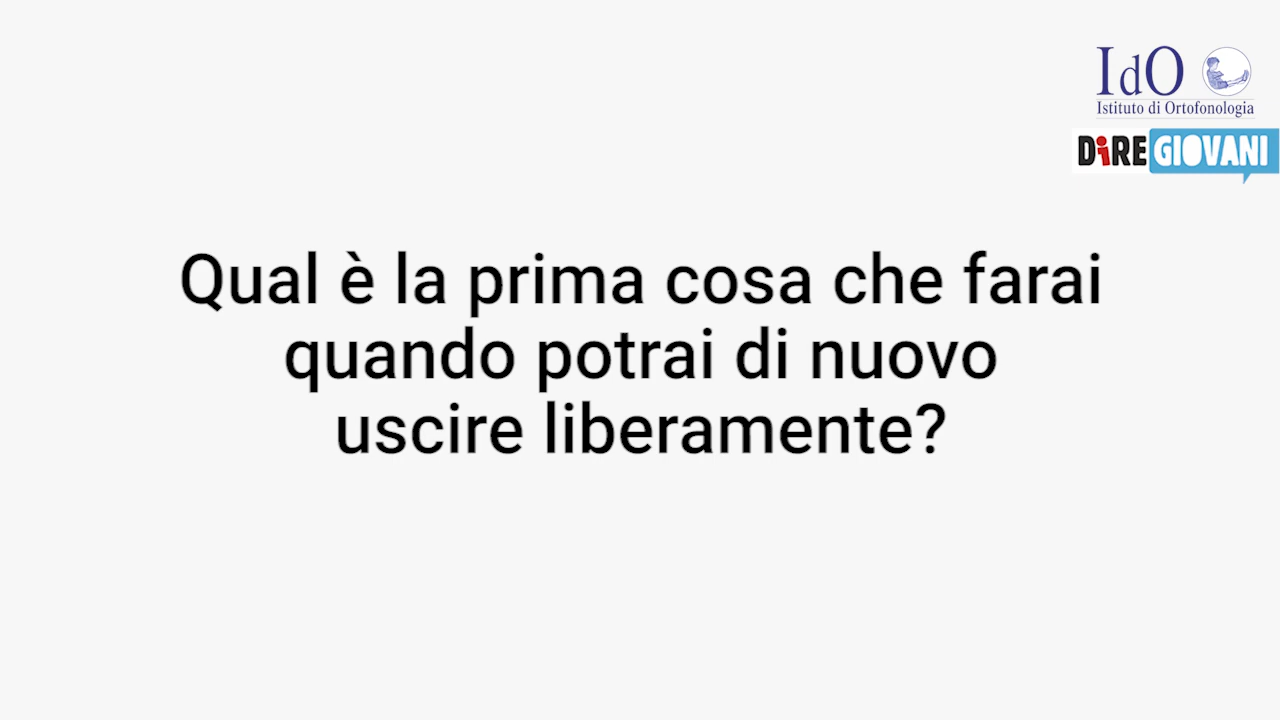 IdO
Istituto di Ortofonologia
DiRE GIOVANI
Qual è la prima cosa che farai
quando potrai di nuovo
uscire liberamente?